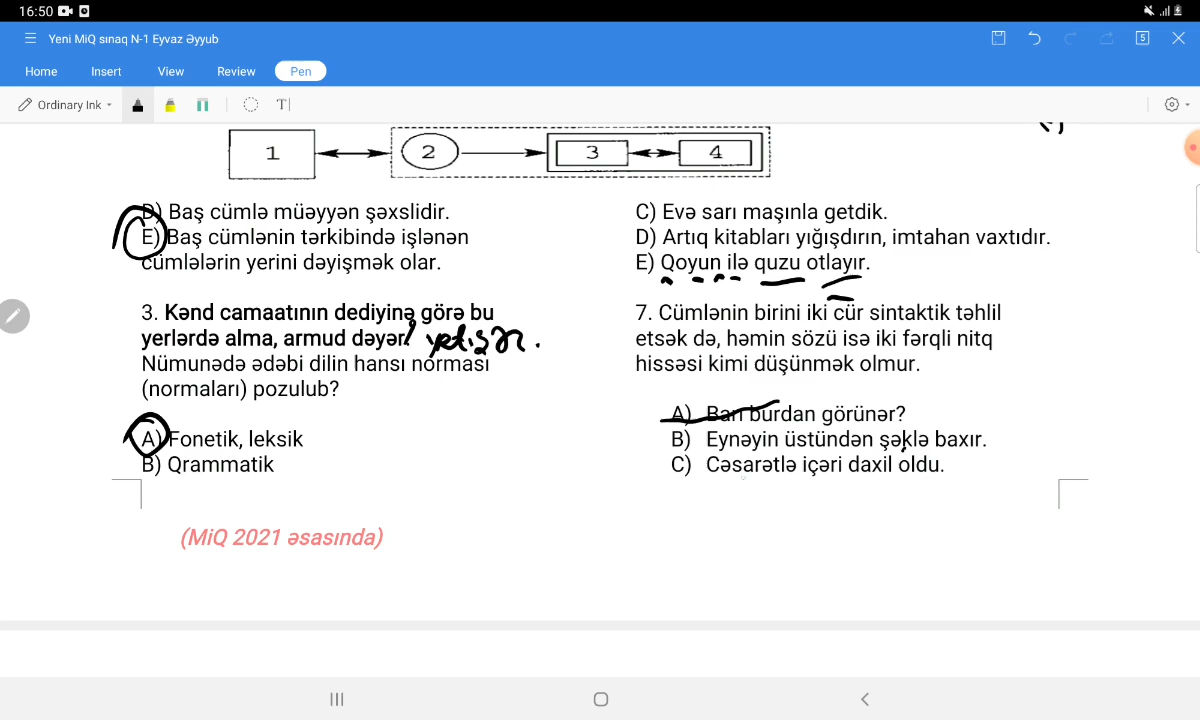 16:50
Yeni MiQ sınaq N-1 Eyvaz Əyyub
5
Home Insert View Review Pen
Ordinary Ink
T|
1 2 3 4
D) Baş cümlə müəyyən şəxslidir.
E) Baş cümlənin tərkibində işlənən
cümlələrin yerini dəyişmək olar.
3. Kənd camaatının dediyinə görə bu
yerlərdə alma, armud dəyər.
yetişər.
Nümunədə ədəbi dilin hansı norması
(normaları) pozulub?
A) Fonetik, leksik
B) Qrammatik
C) Evə sarı maşınla getdik.
D) Artıq kitabları yığışdırın, imtahan vaxtıdır.
E) Qoyun ilə quzu otlayır.
7. Cümlənin birini iki cür sintaktik təhlil
etsək də, həmin sözü isə iki fərqli nitq
hissəsi kimi düşünmək olmur.
A) Barı burdan görünər?
B) Eynəyin üstündən şəklə baxır.
C) Cəsarətlə içəri daxil oldu.
(MiQ 2021 əsasında)